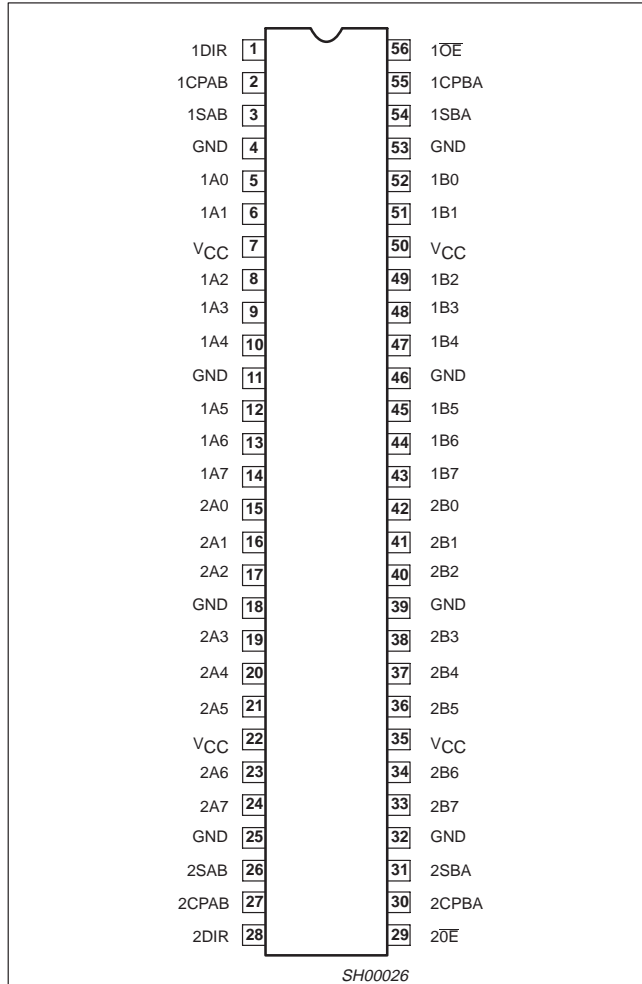 1DIR 1 56 1O̅E̅
1CPAB 2 55 1CPBA
1SAB 3 54 1SBA
GND 4 53 GND
1A0 5 52 1B0
1A1 6 51 1B1
VCC 7 50 VCC
1A2 8 49 1B2
1A3 9 48 1B3
1A4 10 47 1B4
GND 11 46 GND
1A5 12 45 1B5
1A6 13 44 1B6
1A7 14 43 1B7
2A0 15 42 2B0
2A1 16 41 2B1
2A2 17 40 2B2
GND 18 39 GND
2A3 19 38 2B3
2A4 20 37 2B4
2A5 21 36 2B5
VCC 22 35 VCC
2A6 23 34 2B6
2A7 24 33 2B7
GND 25 32 GND
2SAB 26 31 2SBA
2CPAB 27 30 2CPBA
2DIR 28 29 20̅E̅
SH00026